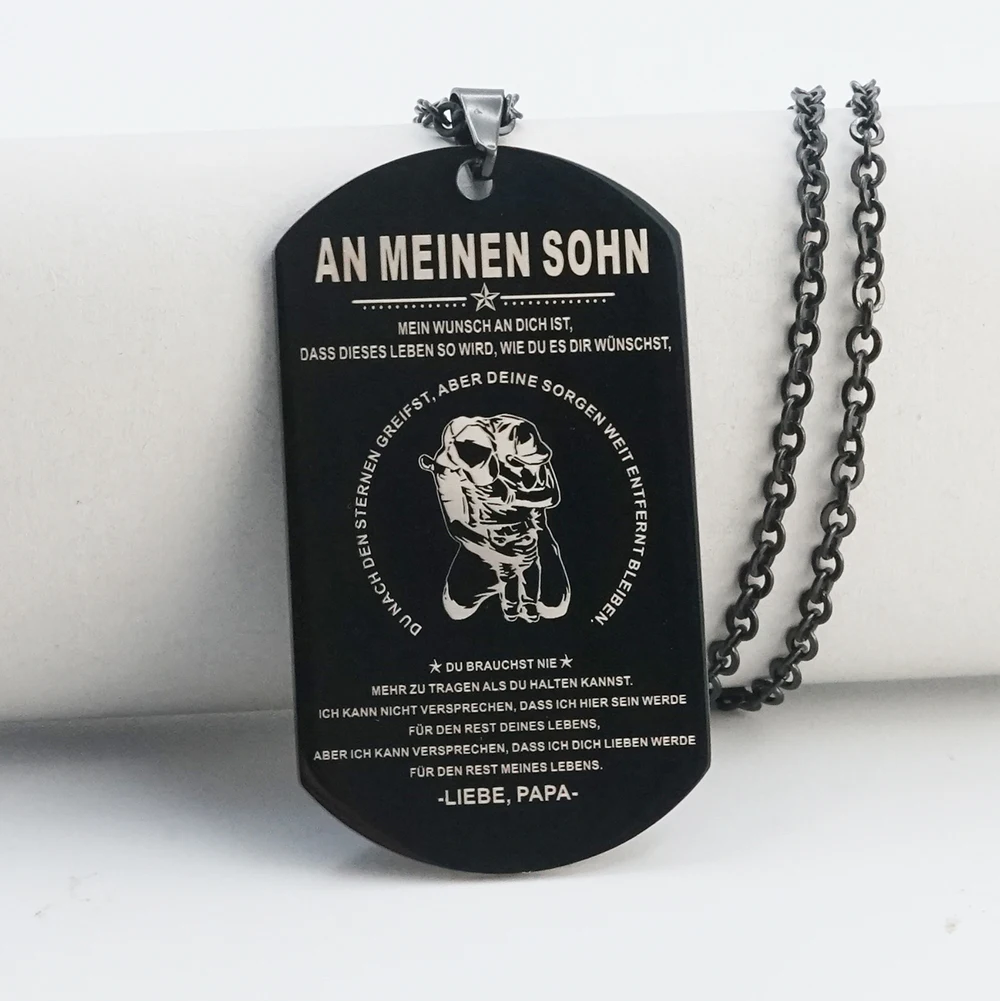 AN MEINEN SOHN
MEIN WUNSCH AN DICH IST,
DASS DIESES LEBEN SO WIRD, WIE DU ES DIR WÜNSCHST,
DU NACH DEN STERNEN GREIFST, ABER DEINE SORGEN WEIT ENTFERNT BLEIBEN.
DU BRAUCHST NIE
MEHR ZU TRAGEN ALS DU HALTEN KANNST.
ICH KANN NICHT VERSPRECHEN, DASS ICH HIER SEIN WERDE
FÜR DEN REST DEINES LEBENS,
ABER ICH KANN VERSPRECHEN, DASS ICH DICH LIEBEN WERDE
FÜR DEN REST MEINES LEBENS.
-LIEBE, PAPA-